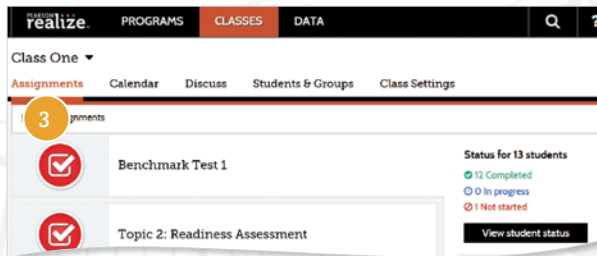 PEARSON
realize. PROGRAMS CLASSES DATA
Class One
Assignments Calendar Discuss Students & Groups Class Settings
3
Benchmark Test 1
Status for 13 students
12 Completed
0 In progress
1 Not started
View student status
Topic 2: Readiness Assessment